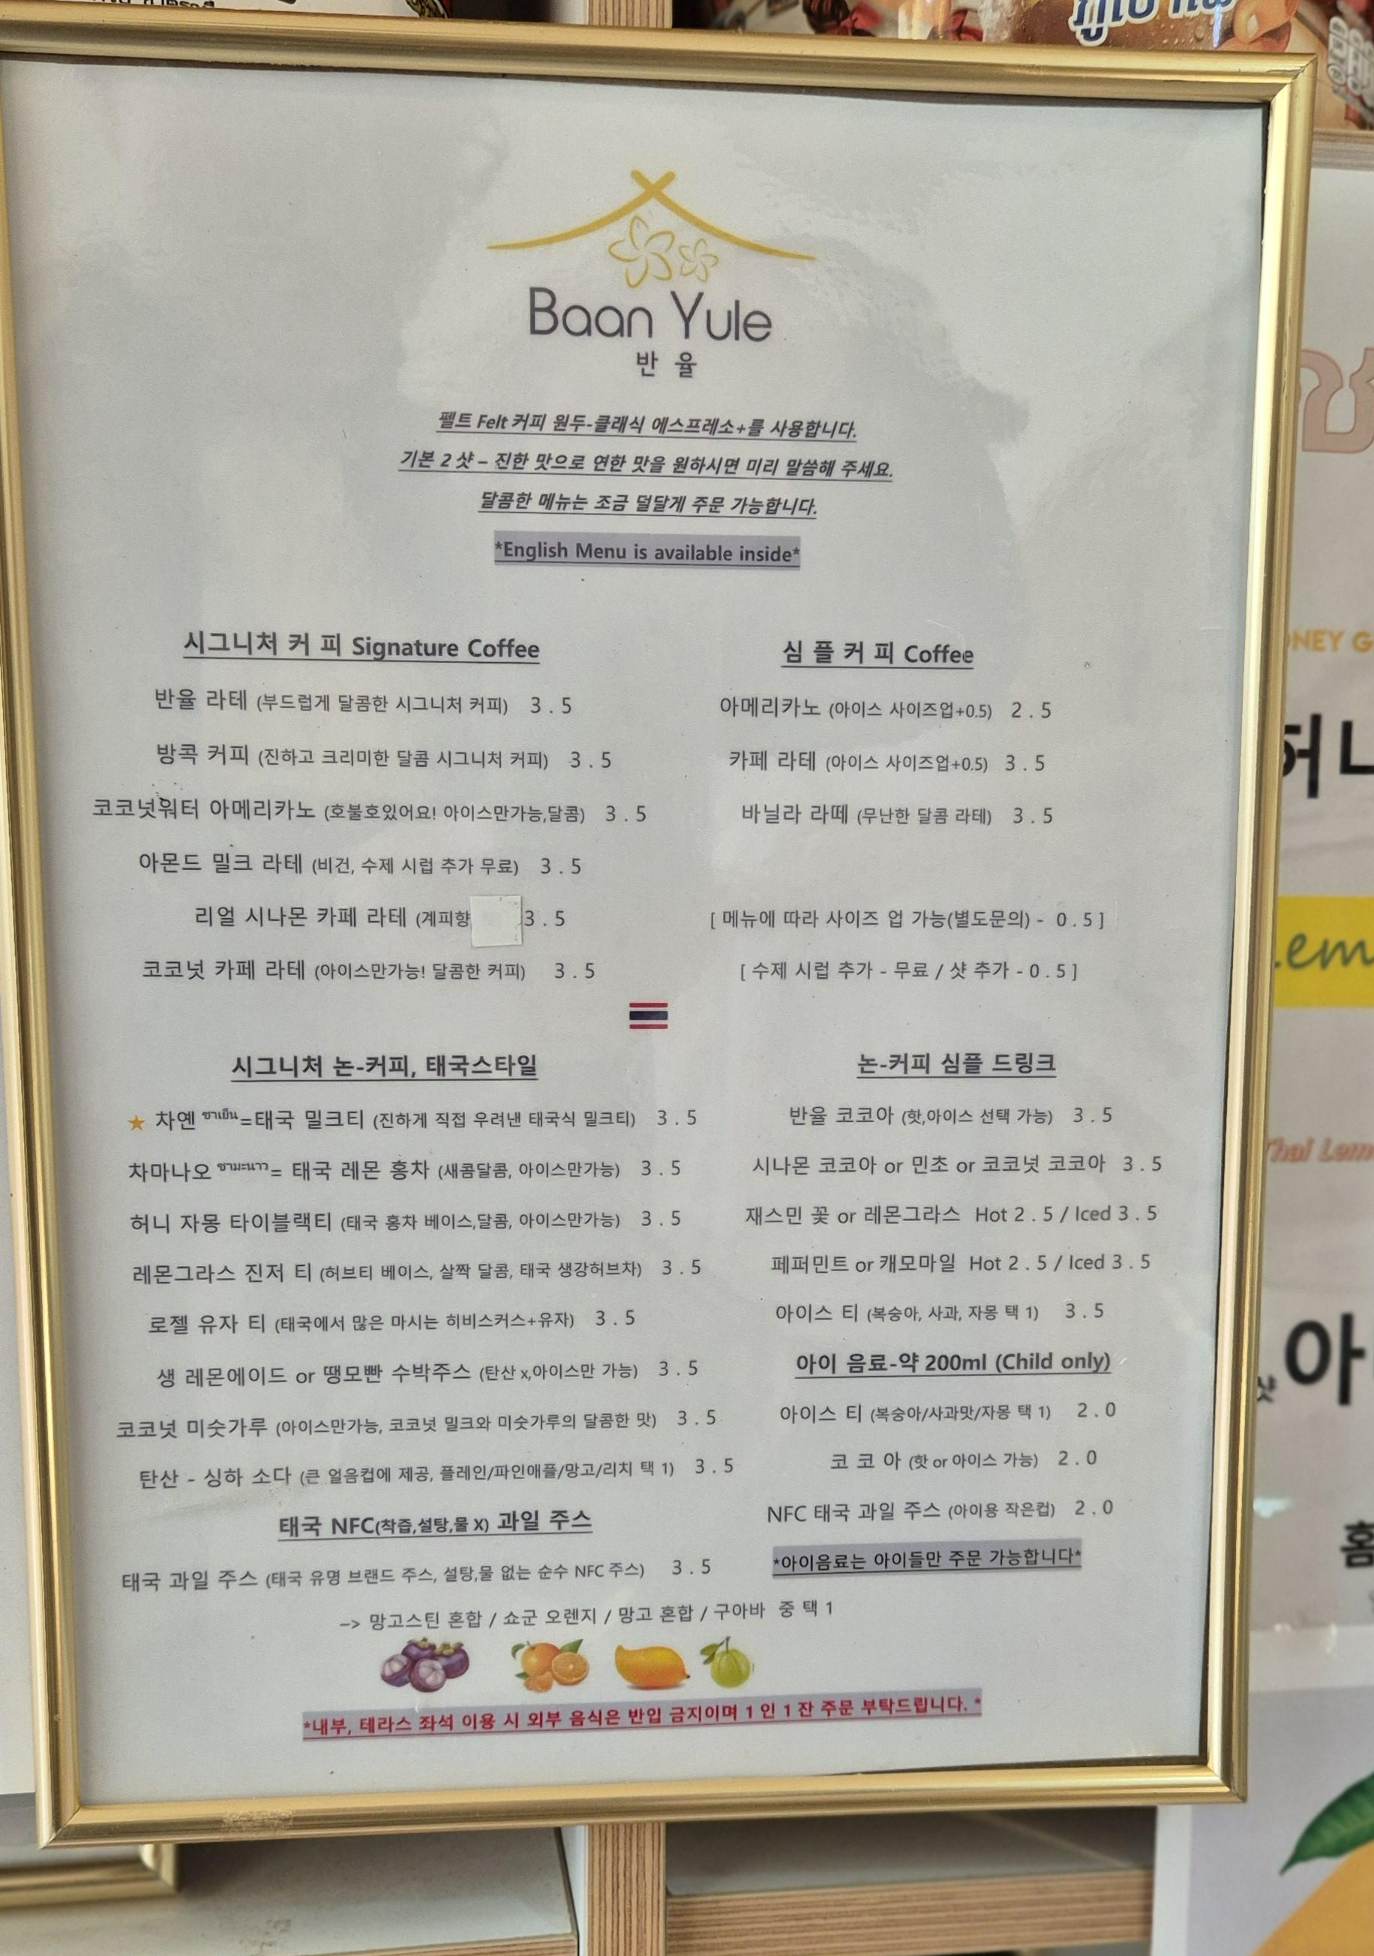 Baan Yule
반 율
펠트 Felt 커피 원두-클래식 에스프레소+를 사용합니다.
기본 2 샷 – 진한 맛으로 연한 맛을 원하시면 미리 말씀해 주세요.
달콤한 메뉴는 조금 덜달게 주문 가능합니다.
*English Menu is available inside*
시그니처 커 피 Signature Coffee
반율 라테 (부드럽게 달콤한 시그니처 커피) 3 . 5
방콕 커피 (진하고 크리미한 달콤 시그니처 커피) 3 . 5
코코넛워터 아메리카노 (호불호있어요! 아이스만가능,달콤) 3 . 5
아몬드 밀크 라테 (비건, 수제 시럽 추가 무료) 3 . 5
리얼 시나몬 카페 라테 (계피향 3 . 5
코코넛 카페 라테 (아이스만가능! 달콤한 커피) 3 . 5
심 플 커 피 Coffee
아메리카노 (아이스 사이즈업+0.5) 2 . 5
카페 라테 (아이스 사이즈업+0.5) 3 . 5
바닐라 라떼 (무난한 달콤 라테) 3 . 5
[ 메뉴에 따라 사이즈 업 가능(별도문의) - 0 . 5 ]
[ 수제 시럽 추가 - 무료 / 샷 추가 - 0 . 5 ]
시그니처 논-커피, 태국스타일
★ 차옌 ชาเย็น=태국 밀크티 (진하게 직접 우려낸 태국식 밀크티) 3 . 5
차마나오 ชามะนาว= 태국 레몬 홍차 (새콤달콤, 아이스만가능) 3 . 5
허니 자몽 타이블랙티 (태국 홍차 베이스,달콤, 아이스만가능) 3 . 5
레몬그라스 진저 티 (허브티 베이스, 살짝 달콤, 태국 생강허브차) 3 . 5
로젤 유자 티 (태국에서 많은 마시는 히비스커스+유자) 3 . 5
생 레몬에이드 or 땡모빤 수박주스 (탄산 x,아이스만 가능) 3 . 5
코코넛 미숫가루 (아이스만가능, 코코넛 밀크와 미숫가루의 달콤한 맛) 3 . 5
탄산 - 싱하 소다 (큰 얼음컵에 제공, 플레인/파인애플/망고/리치 택 1) 3 . 5
태국 NFC(착즙,설탕,물 X) 과일 주스
태국 과일 주스 (태국 유명 브랜드 주스, 설탕,물 없는 순수 NFC 주스) 3 . 5
–> 망고스틴 혼합 / 쇼군 오렌지 / 망고 혼합 / 구아바 중 택 1
논-커피 심플 드링크
반율 코코아 (핫,아이스 선택 가능) 3 . 5
시나몬 코코아 or 민초 or 코코넛 코코아 3 . 5
재스민 꽃 or 레몬그라스 Hot 2 . 5 / Iced 3 . 5
페퍼민트 or 캐모마일 Hot 2 . 5 / Iced 3 . 5
아이스 티 (복숭아, 사과, 자몽 택 1) 3 . 5
아이 음료-약 200ml (Child only)
아이스 티 (복숭아/사과맛/자몽 택 1) 2 . 0
코 코 아 (핫 or 아이스 가능) 2 . 0
NFC 태국 과일 주스 (아이용 작은컵) 2 . 0
*아이음료는 아이들만 주문 가능합니다*
*내부, 테라스 좌석 이용 시 외부 음식은 반입 금지이며 1 인 1 잔 주문 부탁드립니다. *
허니
Thai Lem
아
샷
홈